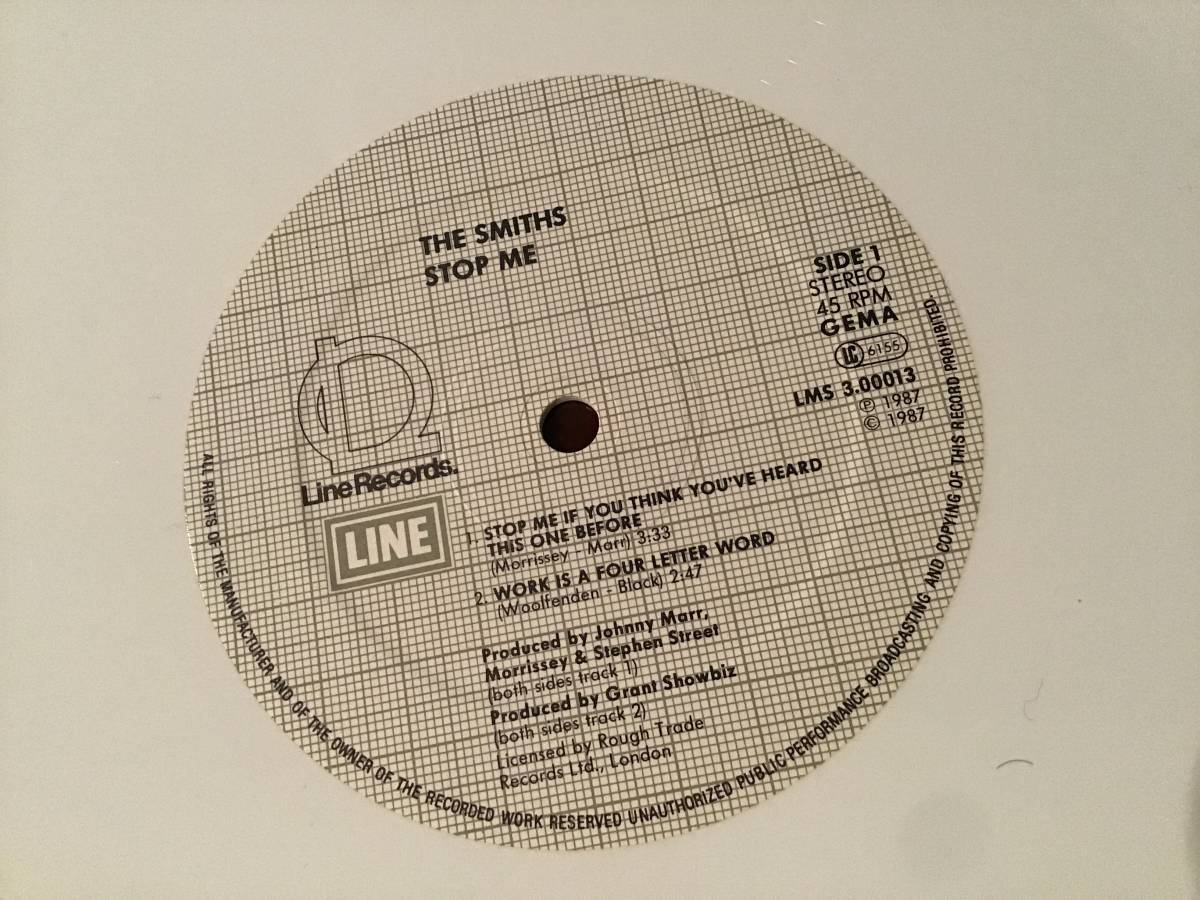 THE SMITHS
STOP ME
SIDE 1
STEREO
45 RPM
GEMA
LC 6155
LMS 3.00013
℗ 1987
© 1987
Line Records.
LINE
1. STOP ME IF YOU THINK YOU'VE HEARD
THIS ONE BEFORE
(Morrissey - Marr) 3:33
2. WORK IS A FOUR LETTER WORD
(Woolfenden - Black) 2:47
Produced by Johnny Marr,
Morrissey & Stephen Street
(both sides track 1)
Produced by Grant Showbiz
(both sides track 2)
Licensed by Rough Trade
Records Ltd., London
ALL RIGHTS OF THE MANUFACTURER AND OF THE OWNER OF THE RECORDED WORK RESERVED UNAUTHORIZED PUBLIC PERFORMANCE BROADCASTING AND COPYING OF THIS RECORD PROHIBITED